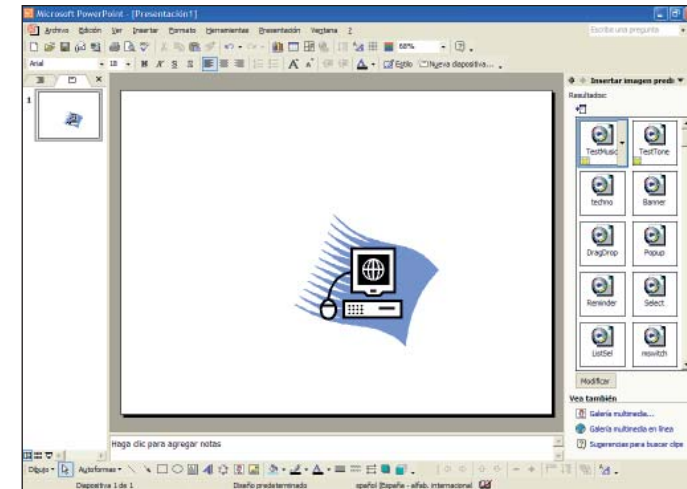 Microsoft PowerPoint - [Presentación1]
Archivo Edición Ver Insertar Formato Herramientas Presentación Ventana ?
Escriba una pregunta
68%
Arial 18 N K S S Estilo Nueva diapositiva...
Insertar imagen predi
Resultados:
1
TestMusic TestTone
techno Banner
DragDrop Popup
Reminder Select
ListSel mswitch
Modificar
Vea también
Galería multimedia...
Galería multimedia en línea
Sugerencias para buscar clips
Haga clic para agregar notas
Dibujo Autoformas
Diapositiva 1 de 1 Diseño predeterminado español (España - alfab. internacional)